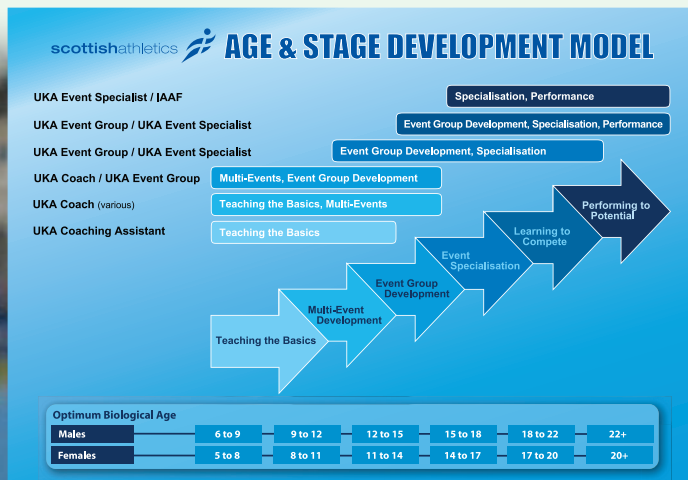 scottishathletics AGE & STAGE DEVELOPMENT MODEL
UKA Event Specialist / IAAF
Specialisation, Performance
UKA Event Group / UKA Event Specialist
Event Group Development, Specialisation, Performance
UKA Event Group / UKA Event Specialist
Event Group Development, Specialisation
UKA Coach / UKA Event Group
Multi-Events, Event Group Development
UKA Coach (various)
Teaching the Basics, Multi-Events
UKA Coaching Assistant
Teaching the Basics
Teaching the Basics
Multi-Event
Development
Event Group
Development
Event
Specialisation
Learning to
Compete
Performing to
Potential
Optimum Biological Age
Males 6 to 9 9 to 12 12 to 15 15 to 18 18 to 22 22+
Females 5 to 8 8 to 11 11 to 14 14 to 17 17 to 20 20+